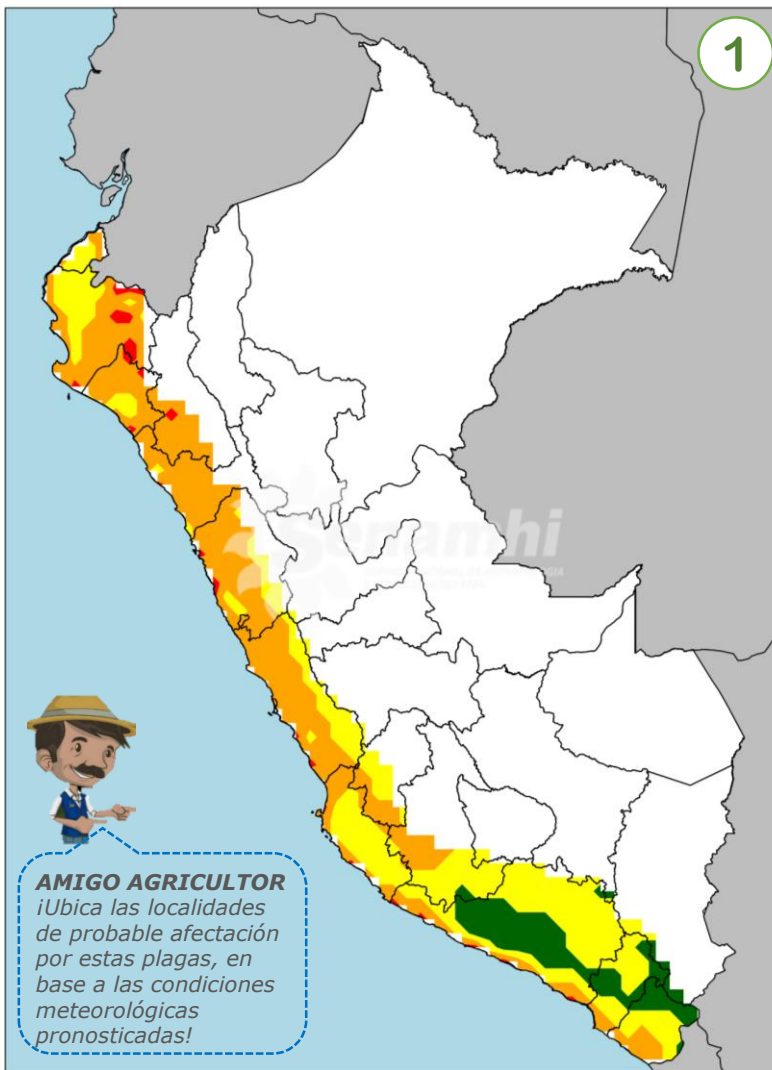 1
Senamhi
AMIGO AGRICULTOR
¡Ubica las localidades
de probable afectación
por estas plagas, en
base a las condiciones
meteorológicas
pronosticadas!